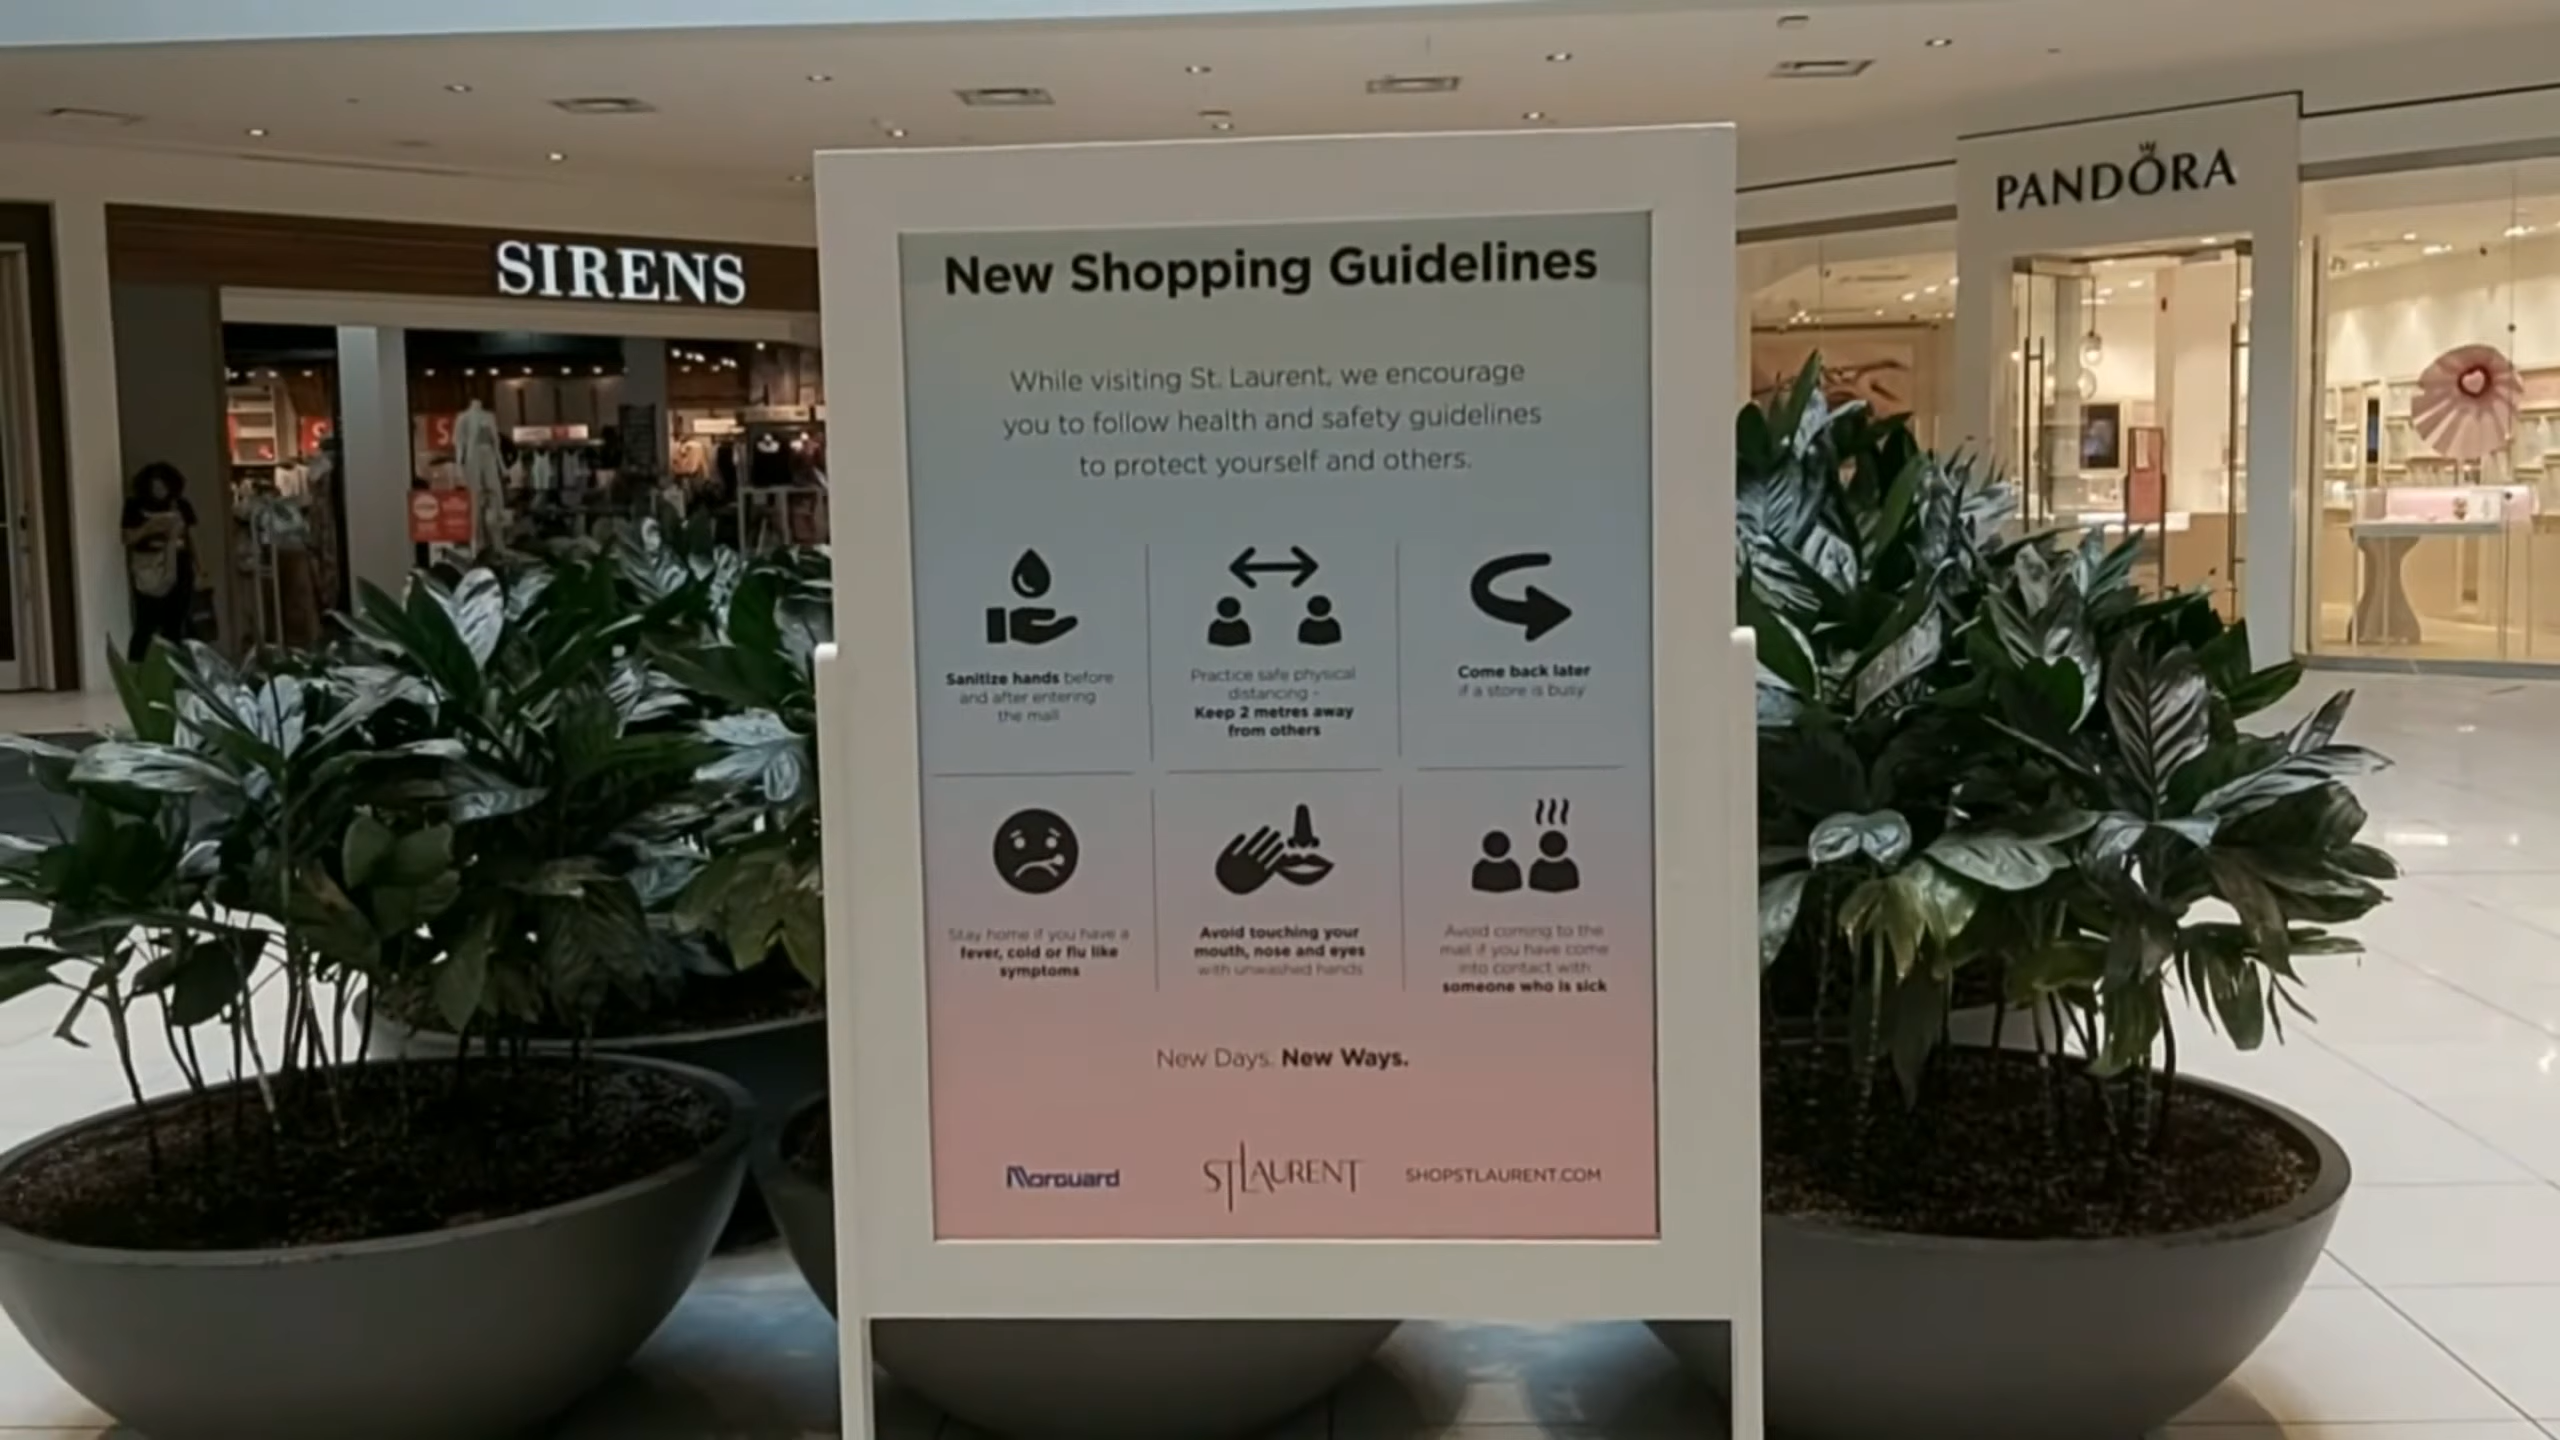 SIRENS
PANDÖRA
New Shopping Guidelines
While visiting St. Laurent, we encourage
you to follow health and safety guidelines
to protect yourself and others.
Sanitize hands before
and after entering
the mall
Practice safe physical
distancing -
Keep 2 metres away
from others
Come back later
if a store is busy
Stay home if you have a
fever, cold or flu like
symptoms
Avoid touching your
mouth, nose and eyes
with unwashed hands
Avoid coming to the
mall if you have come
into contact with
someone who is sick
New Days. New Ways.
Morguard
ST LAURENT
SHOPSTLAURENT.COM